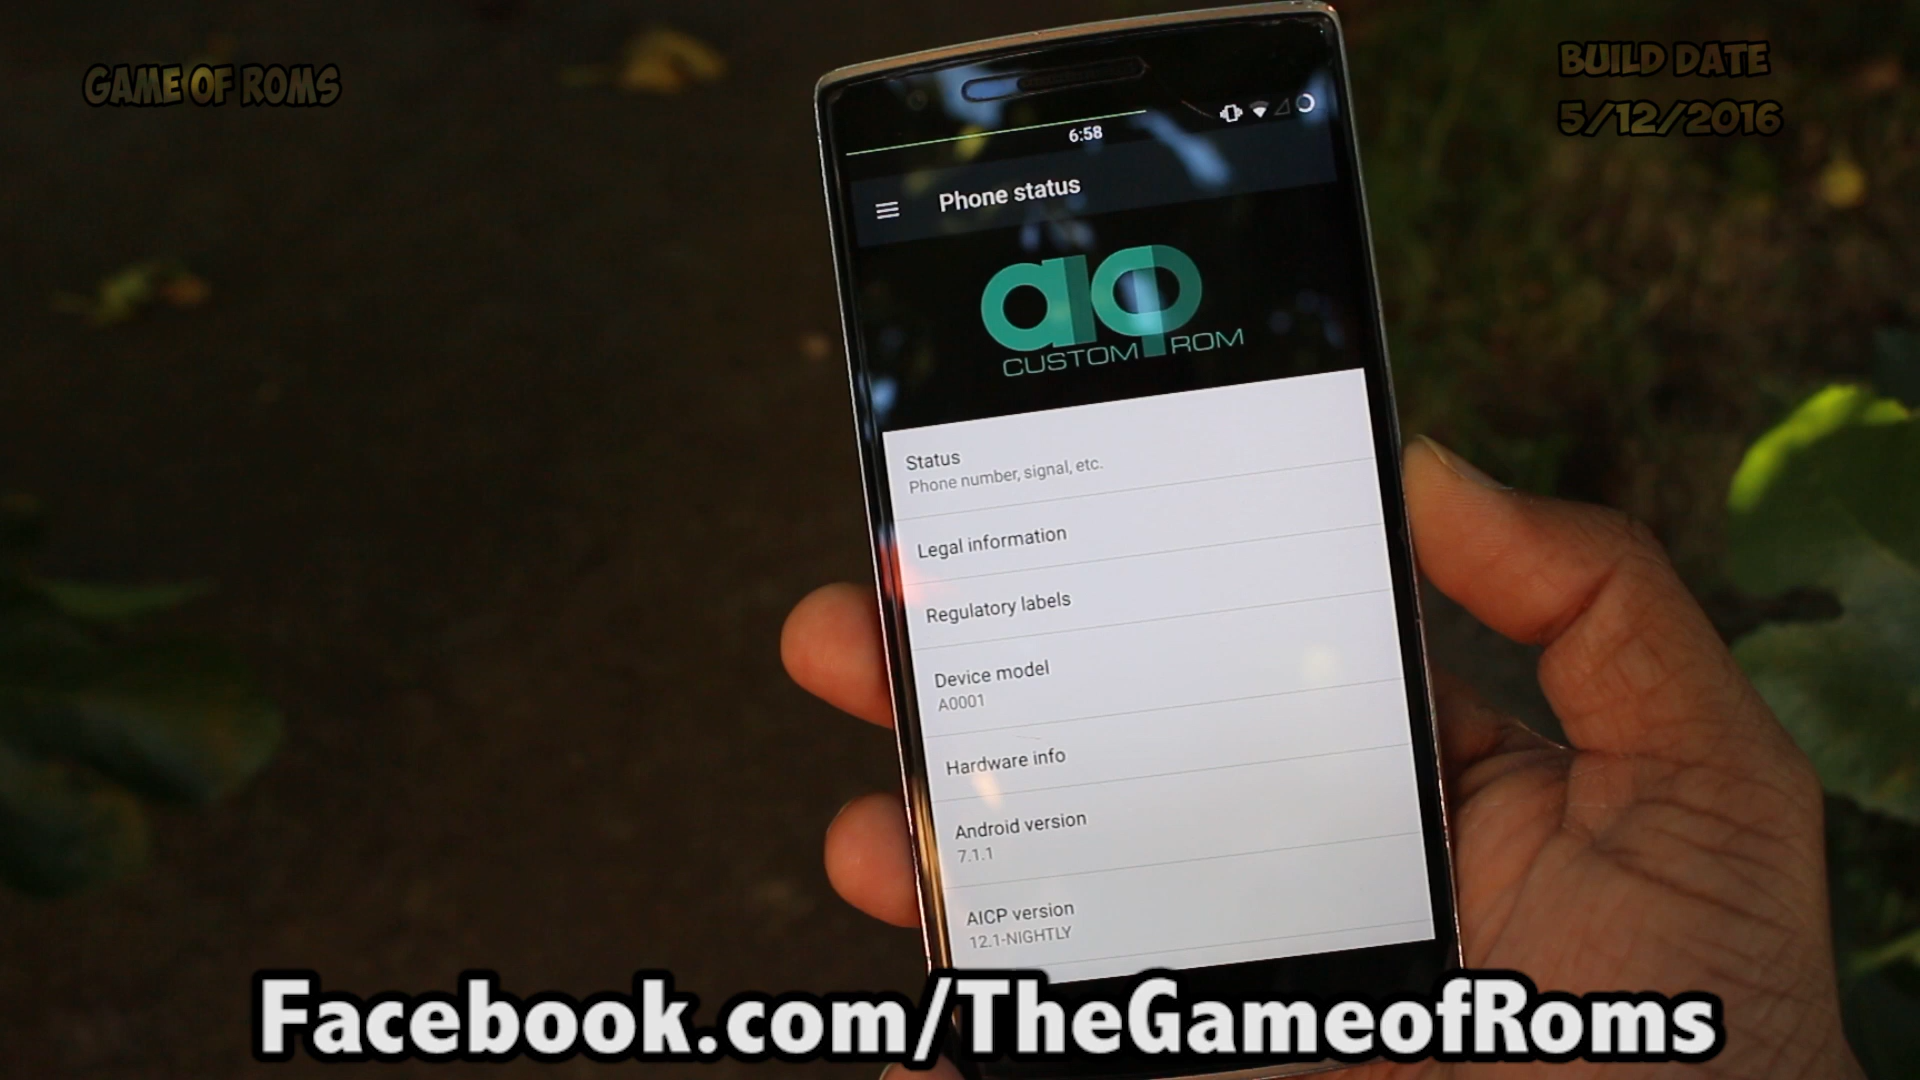 GAME OF ROMS
BUILD DATE
5/12/2016
6:58
Phone status
aicp
CUSTOM ROM
Status
Phone number, signal, etc.
Legal information
Regulatory labels
Device model
A0001
Hardware info
Android version
7.1.1
AICP version
12.1-NIGHTLY
Facebook.com/TheGameofRoms